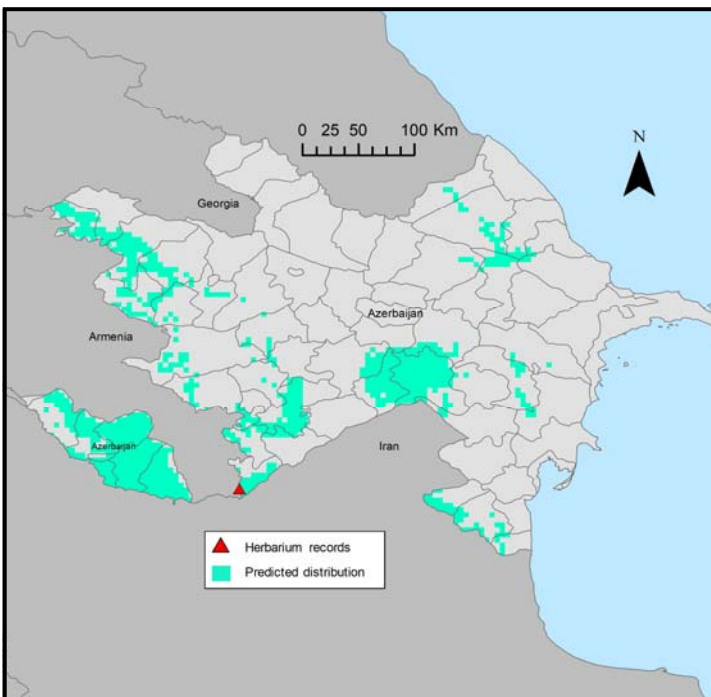 0 25 50 100 Km
N
Georgia
Azerbaijan
Armenia
Iran
Azerbaijan
Herbarium records
Predicted distribution